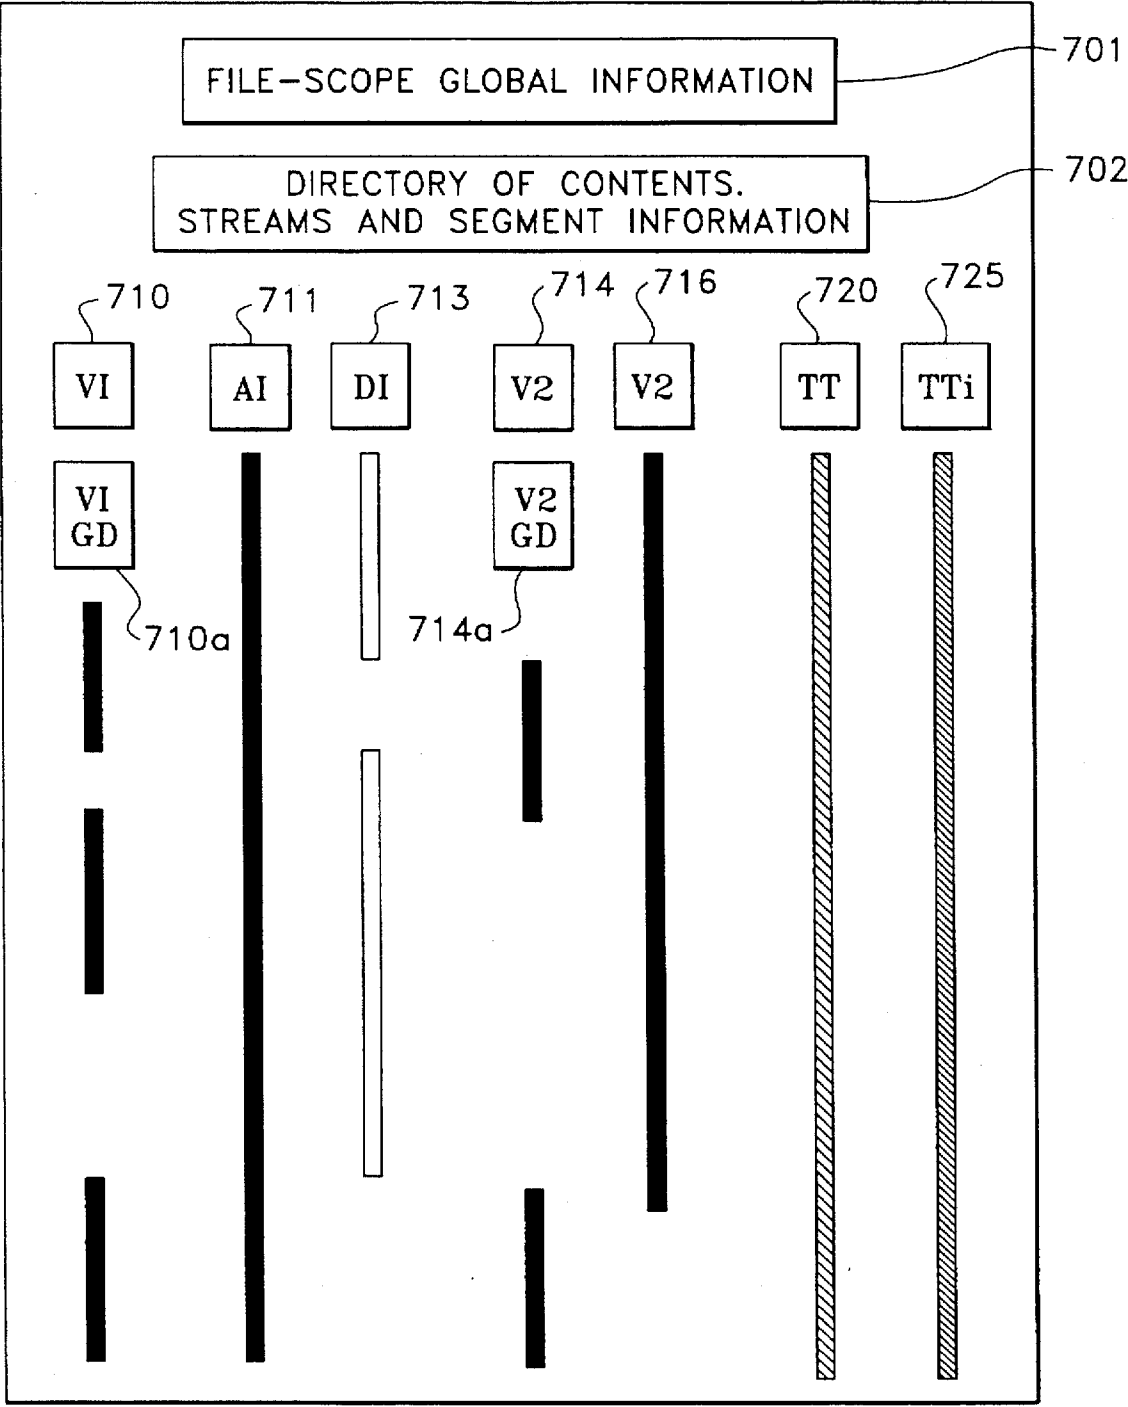 701
FILE-SCOPE GLOBAL INFORMATION
702
DIRECTORY OF CONTENTS.
STREAMS AND SEGMENT INFORMATION
710
711
713
714
716
720
725
VI
AI
DI
V2
V2
TT
TTi
VI
GD
V2
GD
710a
714a